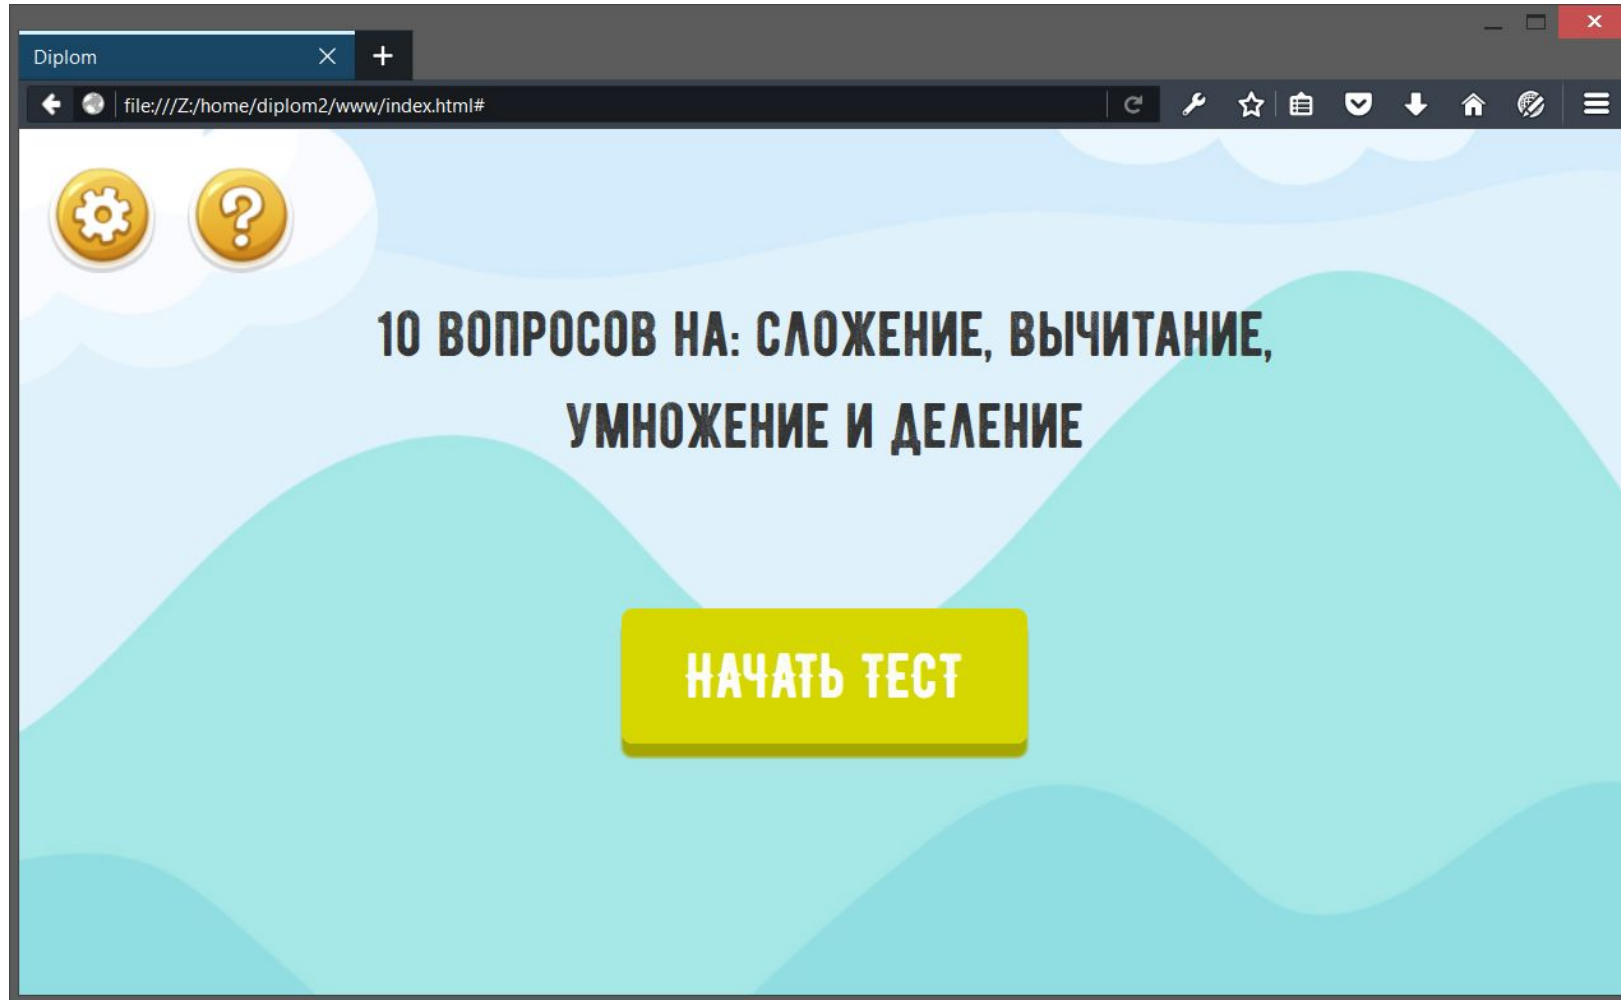 Diplom
file:///Z:/home/diplom2/www/index.html#
10 ВОПРОСОВ НА: СЛОЖЕНИЕ, ВЫЧИТАНИЕ,
УМНОЖЕНИЕ И ДЕЛЕНИЕ
НАЧАТЬ ТЕСТ